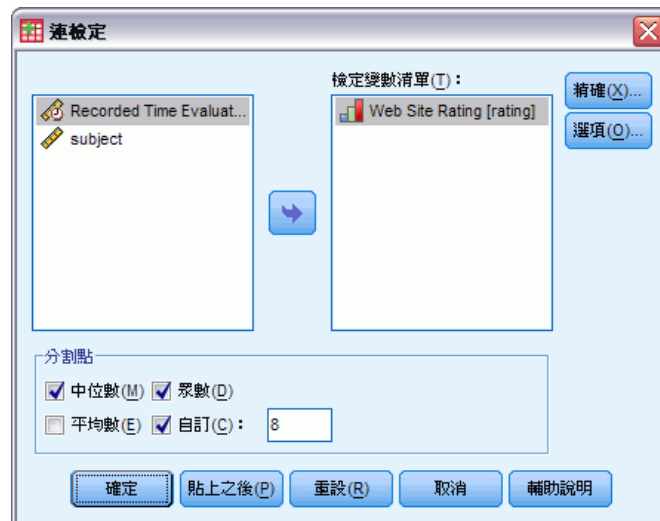 連檢定
檢定變數清單(T)：
Recorded Time Evaluat...
subject
Web Site Rating [rating]
精確(X)...
選項(O)...
分割點
中位數(M)
眾數(D)
平均數(E)
自訂(C)：
8
確定
貼上之後(P)
重設(R)
取消
輔助說明